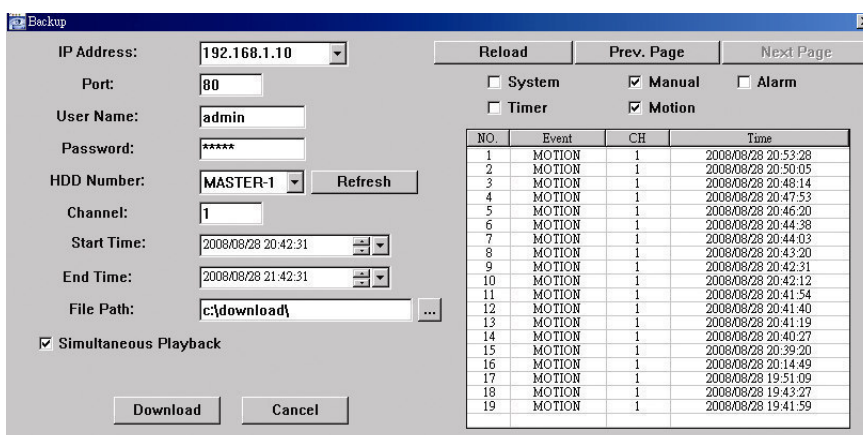 Backup
IP Address: 192.168.1.10
Port: 80
User Name: admin
Password: *****
HDD Number: MASTER-1 Refresh
Channel: 1
Start Time: 2008/08/28 20:42:31
End Time: 2008/08/28 21:42:31
File Path: c:\download\ ...
Simultaneous Playback
Download Cancel
Reload Prev. Page Next Page
System Manual Alarm
Timer Motion
NO. Event CH Time
1 MOTION 1 2008/08/28 20:53:28
2 MOTION 1 2008/08/28 20:50:05
3 MOTION 1 2008/08/28 20:48:14
4 MOTION 1 2008/08/28 20:47:53
5 MOTION 1 2008/08/28 20:46:20
6 MOTION 1 2008/08/28 20:44:38
7 MOTION 1 2008/08/28 20:44:03
8 MOTION 1 2008/08/28 20:43:20
9 MOTION 1 2008/08/28 20:42:31
10 MOTION 1 2008/08/28 20:42:12
11 MOTION 1 2008/08/28 20:41:54
12 MOTION 1 2008/08/28 20:41:40
13 MOTION 1 2008/08/28 20:41:19
14 MOTION 1 2008/08/28 20:40:27
15 MOTION 1 2008/08/28 20:39:20
16 MOTION 1 2008/08/28 20:14:49
17 MOTION 1 2008/08/28 19:51:09
18 MOTION 1 2008/08/28 19:43:27
19 MOTION 1 2008/08/28 19:41:59